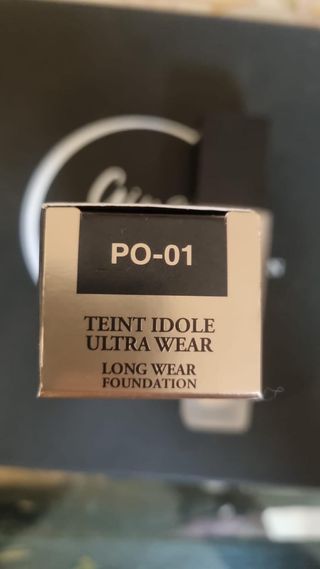 PO-01
TEINT IDOLE
ULTRA WEAR
LONG WEAR
FOUNDATION